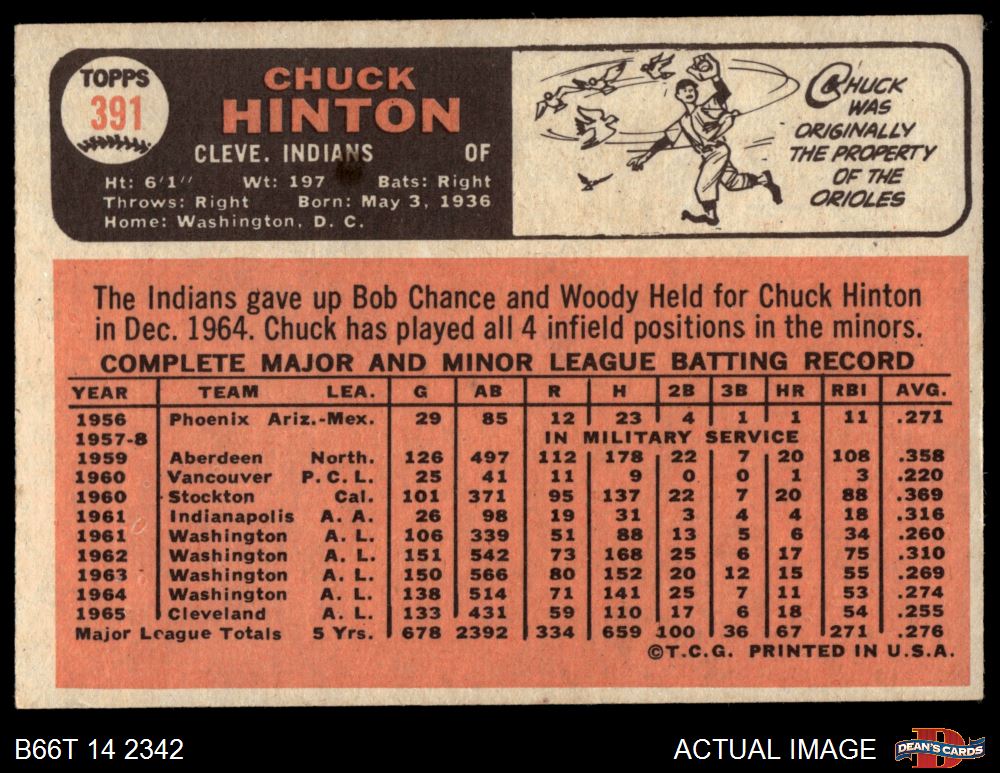 TOPPS
391
CHUCK
HINTON
CLEVE. INDIANS OF
Ht: 6'1" Wt: 197 Bats: Right
Throws: Right Born: May 3, 1936
Home: Washington, D. C.
CHUCK
WAS
ORIGINALLY
THE PROPERTY
OF THE
ORIOLES
The Indians gave up Bob Chance and Woody Held for Chuck Hinton
in Dec. 1964. Chuck has played all 4 infield positions in the minors.
COMPLETE MAJOR AND MINOR LEAGUE BATTING RECORD
YEAR TEAM LEA. G AB R H 2B 3B HR RBI AVG.
1956 Phoenix Ariz.-Mex. 29 85 12 23 4 1 1 11 .271
1957-8 IN MILITARY SERVICE
1959 Aberdeen North. 126 497 112 178 22 7 20 108 .358
1960 Vancouver P.C.L. 25 41 11 9 0 0 1 3 .220
1960 Stockton Cal. 101 371 95 137 22 7 20 88 .369
1961 Indianapolis A. A. 26 98 19 31 3 4 4 18 .316
1961 Washington A. L. 106 339 51 88 13 5 6 34 .260
1962 Washington A. L. 151 542 73 168 25 6 17 75 .310
1963 Washington A. L. 150 566 80 152 20 12 15 55 .269
1964 Washington A. L. 138 514 71 141 25 7 11 53 .274
1965 Cleveland A. L. 133 431 59 110 17 6 18 54 .255
Major League Totals 5 Yrs. 678 2392 334 659 100 36 67 271 .276
©T.C.G. PRINTED IN U.S.A.
B66T 14 2342 ACTUAL IMAGE
D
DEAN'S CARDS